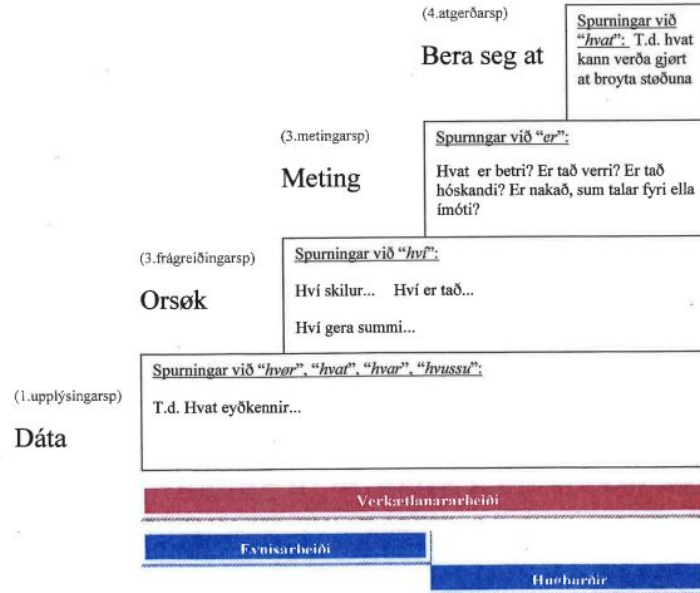 (4.atgerðarsp)
Bera seg at
Spurningar við
“hvat”: T.d. hvat
kann verða gjørt
at broyta støðuna
(3.metingarsp)
Meting
Spurnngar við “er”:
Hvat er betri? Er tað verri? Er tað
hóskandi? Er nakað, sum talar fyri ella
ímóti?
(3.frágreiðingarsp)
Orsøk
Spurningar við “hví”:
Hví skilur... Hví er tað...
Hví gera summi...
(1.upplýsingarsp)
Dáta
Spurningar við “hvør”, “hvat”, “hvar”, “hvussu”:
T.d. Hvat eyðkennir...
Verkætlanararbeiði
Evnisarbeiði
Hugburðir